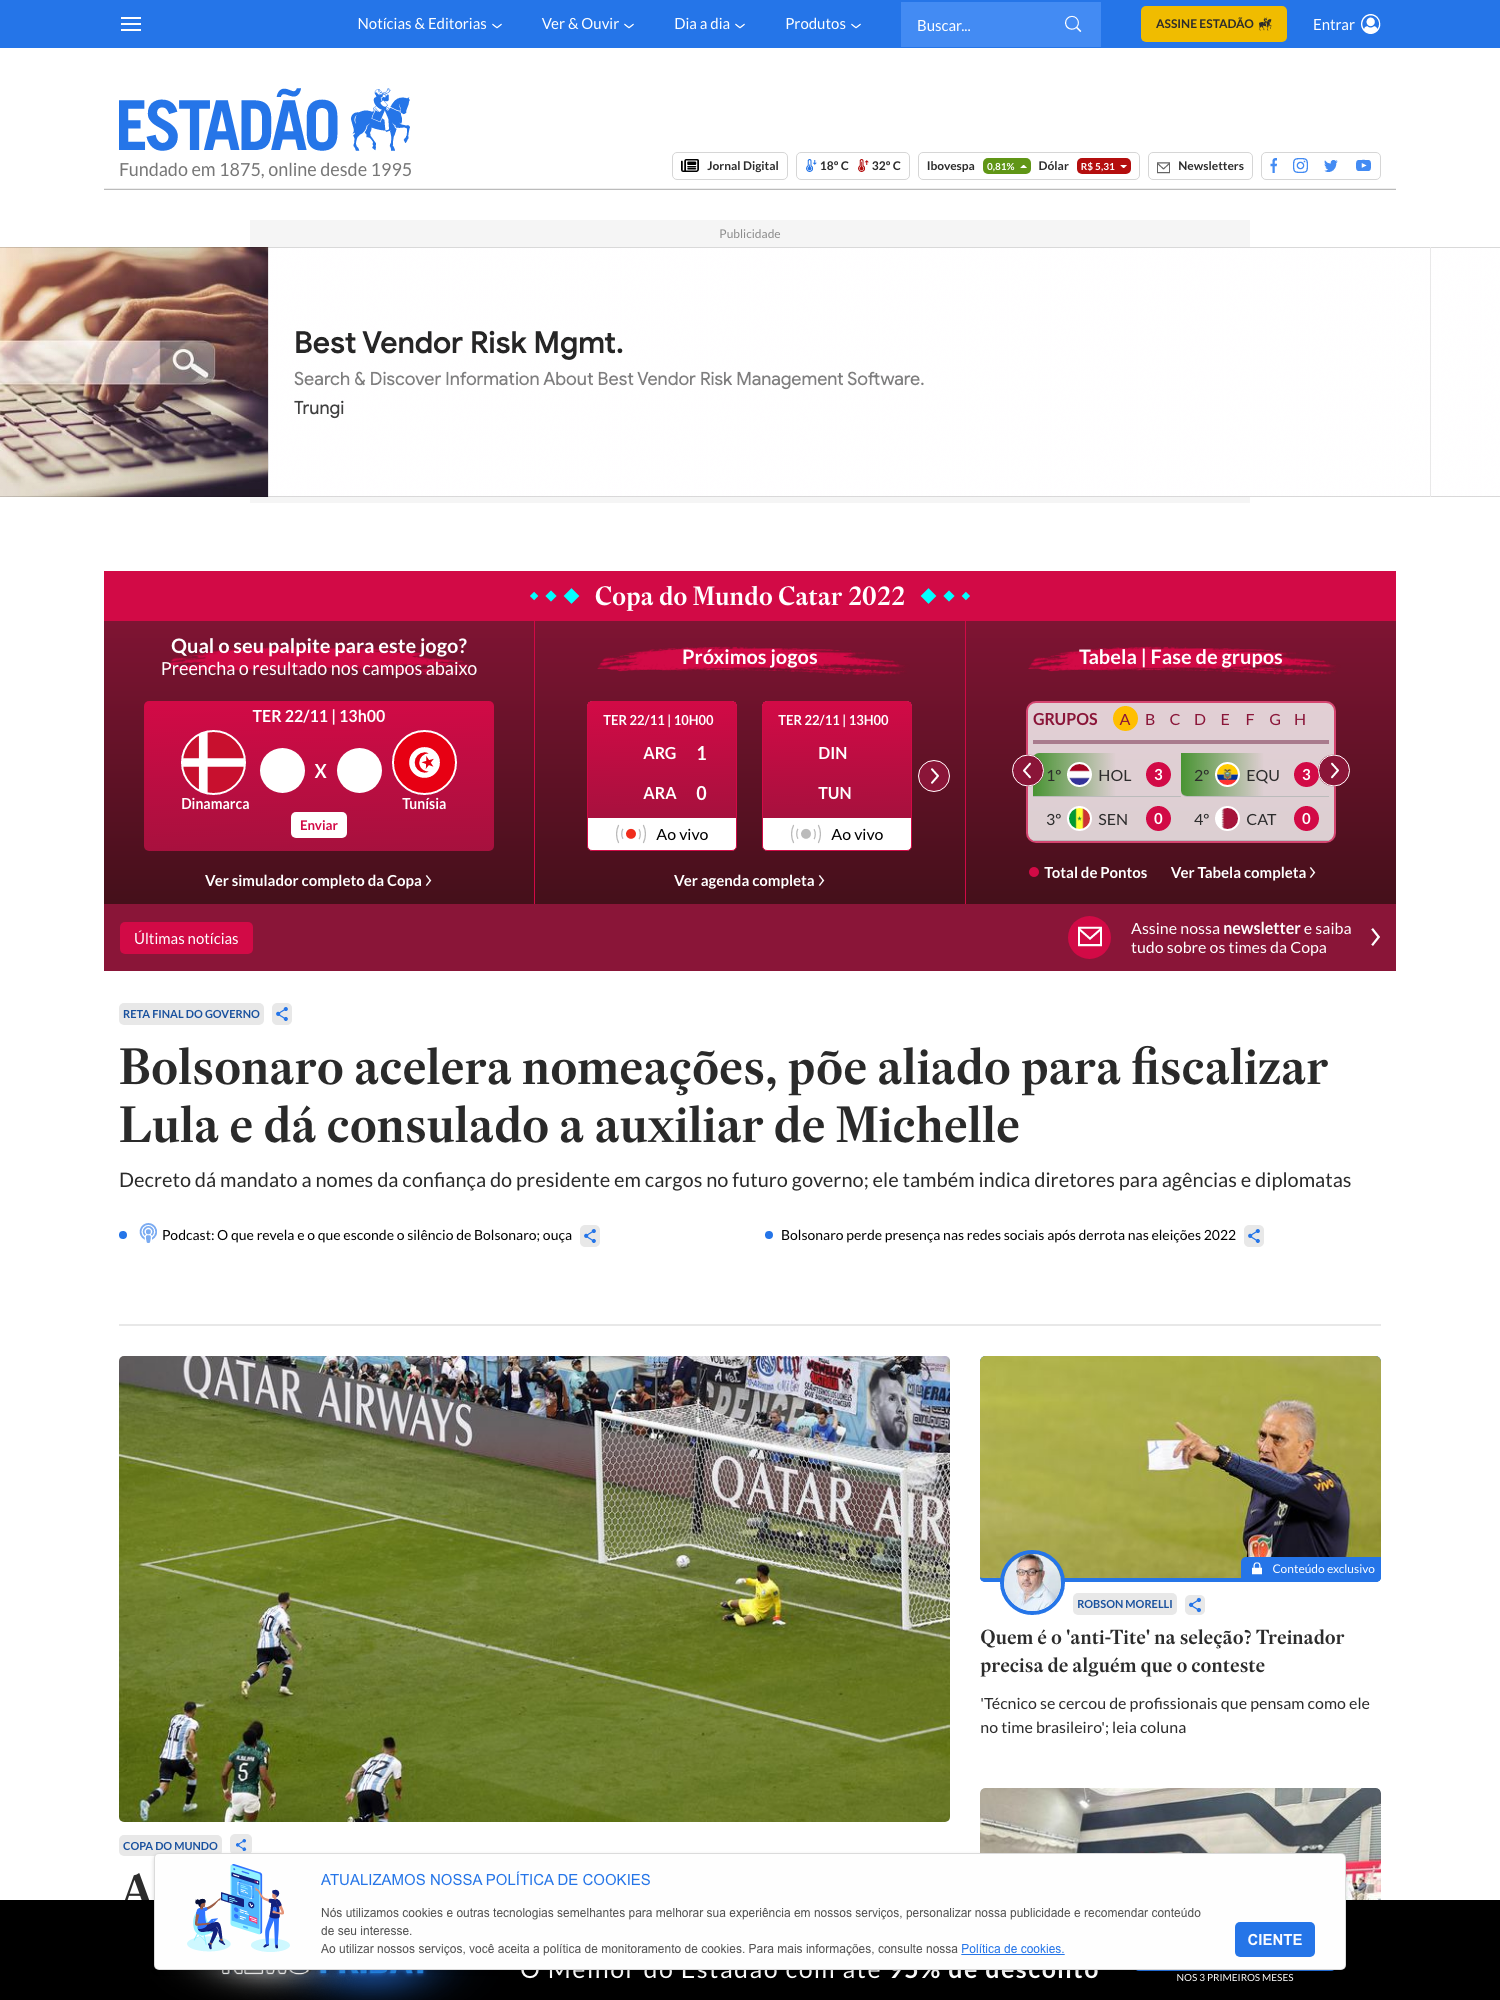 Notícias & Editorias
Ver & Ouvir
Dia a dia
Produtos
Buscar...
ASSINE ESTADÃO
Entrar
ESTADÃO
Fundado em 1875, online desde 1995
Jornal Digital
18° C 32° C
Ibovespa 0,81% Dólar R$ 5,31
Newsletters
Publicidade
Best Vendor Risk Mgmt.
Search & Discover Information About Best Vendor Risk Management Software.
Trungi
Copa do Mundo Catar 2022
Qual o seu palpite para este jogo?
Preencha o resultado nos campos abaixo
TER 22/11 | 13h00
X
Dinamarca Tunísia
Enviar
Ver simulador completo da Copa
Próximos jogos
TER 22/11 | 10H00
ARG 1
ARA 0
Ao vivo
TER 22/11 | 13H00
DIN
TUN
Ao vivo
Ver agenda completa
Tabela | Fase de grupos
GRUPOS A B C D E F G H
1º HOL 3 2º EQU 3
3º SEN 0 4º CAT 0
Total de Pontos Ver Tabela completa
Últimas notícias
Assine nossa newsletter e saiba
tudo sobre os times da Copa
RETA FINAL DO GOVERNO
Bolsonaro acelera nomeações, põe aliado para fiscalizar
Lula e dá consulado a auxiliar de Michelle
Decreto dá mandato a nomes da confiança do presidente em cargos no futuro governo; ele também indica diretores para agências e diplomatas
Podcast: O que revela e o que esconde o silêncio de Bolsonaro; ouça
Bolsonaro perde presença nas redes sociais após derrota nas eleições 2022
QATAR AIRWAYS
QATAR AIR
10
11
5
22
COPA DO MUNDO
A
Conteúdo exclusivo
ROBSON MORELLI
Quem é o 'anti-Tite' na seleção? Treinador
precisa de alguém que o conteste
'Técnico se cercou de profissionais que pensam como ele
no time brasileiro'; leia coluna
ATUALIZAMOS NOSSA POLÍTICA DE COOKIES
Nós utilizamos cookies e outras tecnologias semelhantes para melhorar sua experiência em nossos serviços, personalizar nossa publicidade e recomendar conteúdo
de seu interesse.
Ao utilizar nossos serviços, você aceita a política de monitoramento de cookies. Para mais informações, consulte nossa Política de cookies.
CIENTE
O Melhor do Estadão com até 95% de desconto
NOS 3 PRIMEIROS MESES